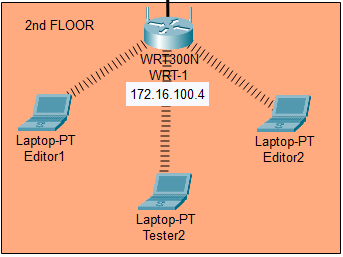 2nd FLOOR
WRT300N
WRT-1
172.16.100.4
Laptop-PT
Editor1
Laptop-PT
Editor2
Laptop-PT
Tester2